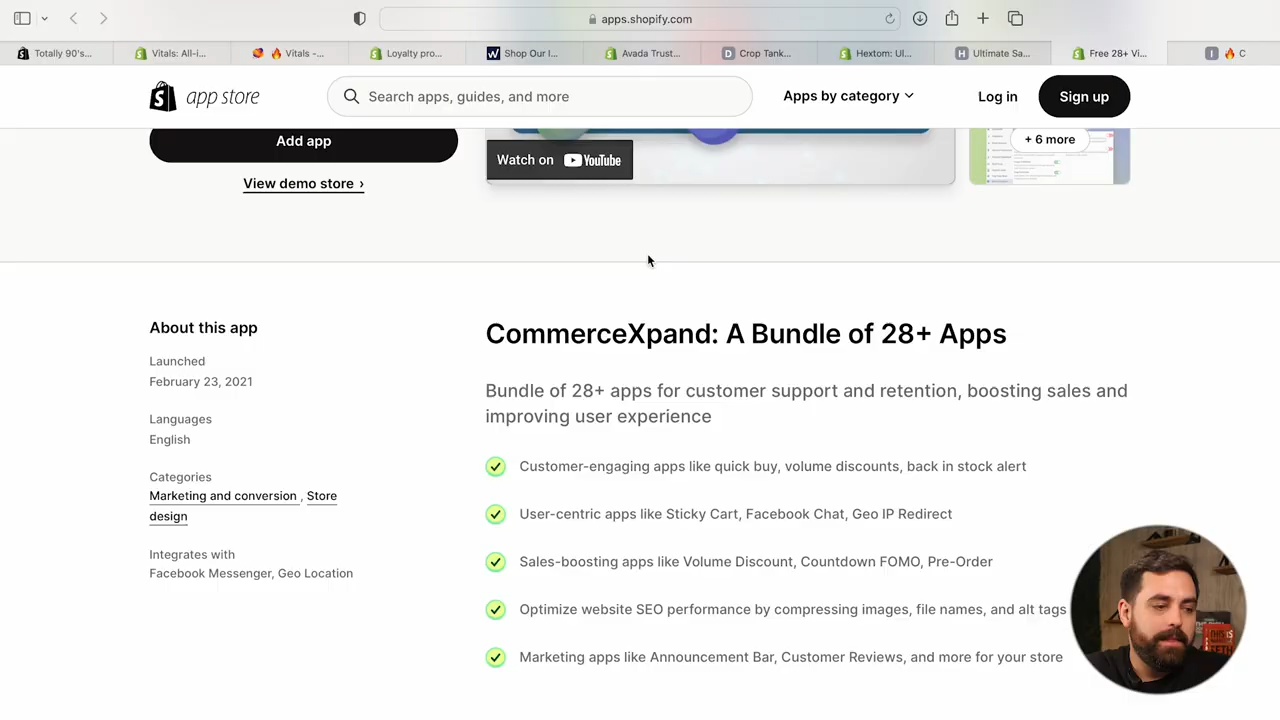 apps.shopify.com
Totally 90's...
Vitals: All-i...
🔥 Vitals -...
Loyalty pro...
Shop Our I...
Avada Trust...
Crop Tank...
Hextom: Ul...
Ultimate Sa...
Free 28+ Vi...
🔥 C
app store
Search apps, guides, and more
Apps by category
Log in
Sign up
Add app
View demo store ›
Watch on YouTube
+ 6 more
About this app
Launched
February 23, 2021
Languages
English
Categories
Marketing and conversion , Store
design
Integrates with
Facebook Messenger, Geo Location
CommerceXpand: A Bundle of 28+ Apps
Bundle of 28+ apps for customer support and retention, boosting sales and
improving user experience
Customer-engaging apps like quick buy, volume discounts, back in stock alert
User-centric apps like Sticky Cart, Facebook Chat, Geo IP Redirect
Sales-boosting apps like Volume Discount, Countdown FOMO, Pre-Order
Optimize website SEO performance by compressing images, file names, and alt tags
Marketing apps like Announcement Bar, Customer Reviews, and more for your store